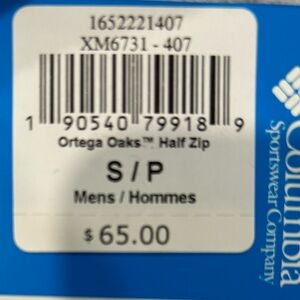 1652221407
XM6731 - 407
1 90540 79918 9
Ortega Oaks™ Half Zip
S / P
Mens / Hommes
$ 65.00
Columbia
Sportswear Company